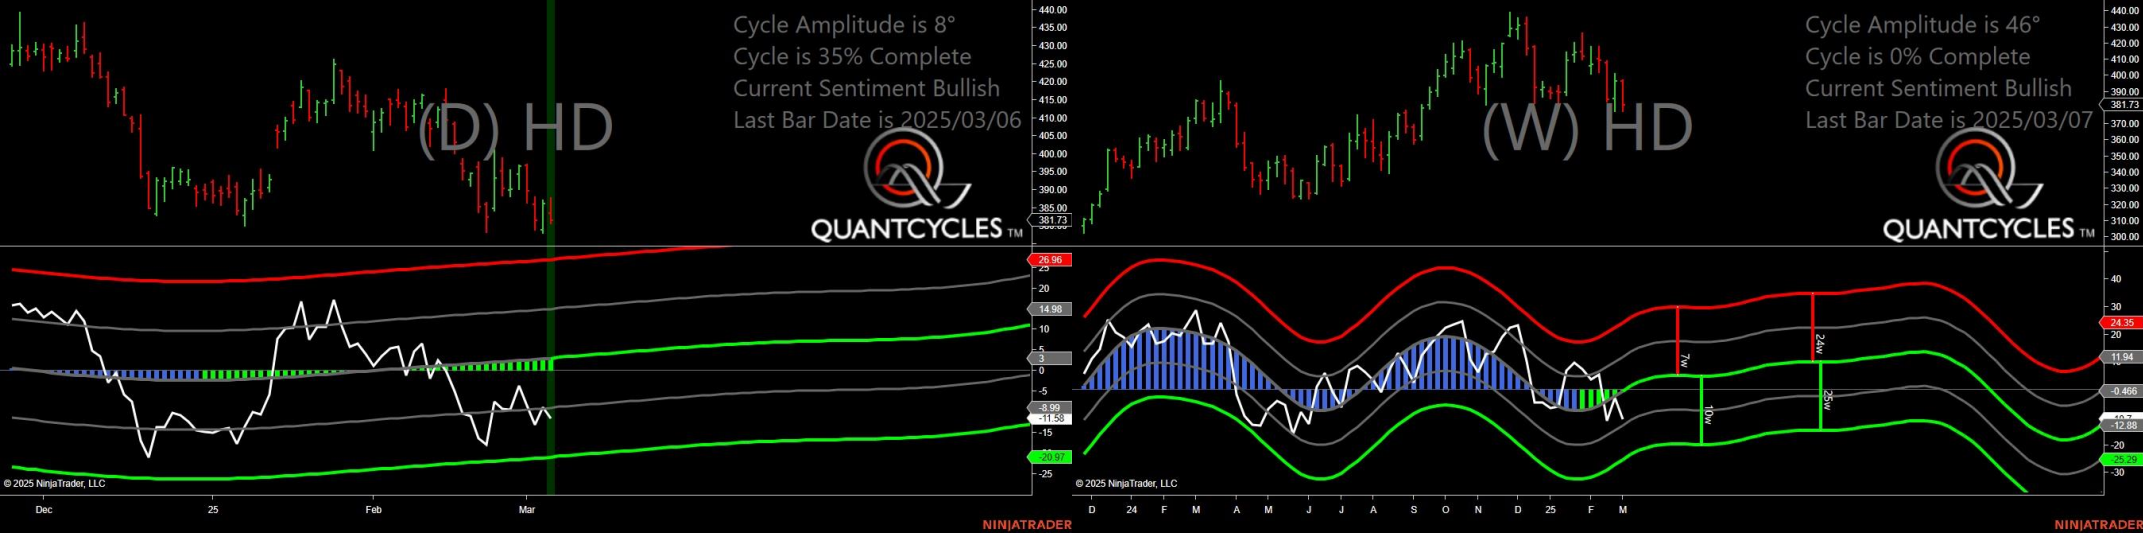 Cycle Amplitude is 8°
Cycle is 35% Complete
Current Sentiment Bullish
Last Bar Date is 2025/03/06
(D) HD
QUANTCYCLES TM
440.00
435.00
430.00
425.00
420.00
415.00
410.00
405.00
400.00
395.00
390.00
385.00
381.73
26.96
25
20
14.98
10
5
3
0
-5
-8.99
-11.58
-15
-20.97
-25
© 2025 NinjaTrader, LLC
Dec
25
Feb
Mar
NINJATRADER
Cycle Amplitude is 46°
Cycle is 0% Complete
Current Sentiment Bullish
Last Bar Date is 2025/03/07
(W) HD
QUANTCYCLES TM
440.00
420.00
410.00
400.00
390.00
381.73
370.00
360.00
350.00
340.00
330.00
320.00
310.00
300.00
40
30
24.35
20
11.94
-0.466
-12.88
-20
-25.29
-30
7w
10w
24w
25w
© 2025 NinjaTrader, LLC
D
24
F
M
A
M
J
J
A
S
O
N
D
25
F
M
NINJATRADER